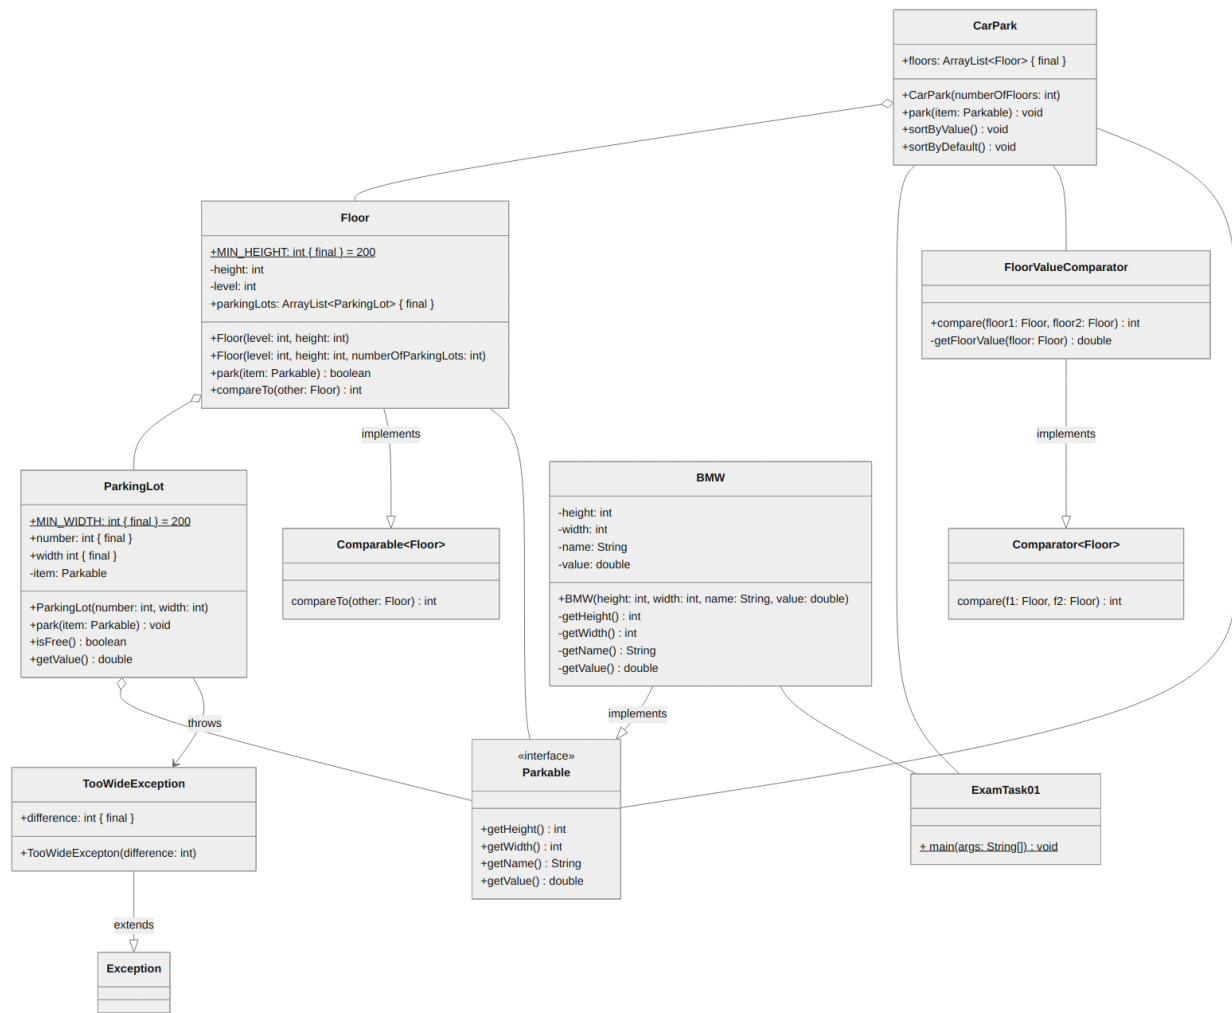 CarPark
+floors: ArrayList<Floor> { final }
+CarPark(numberOfFloors: int)
+park(item: Parkable) : void
+sortByValue() : void
+sortByDefault() : void
Floor
+MIN_HEIGHT: int { final } = 200
-height: int
-level: int
+parkingLots: ArrayList<ParkingLot> { final }
+Floor(level: int, height: int)
+Floor(level: int, height: int, numberOfParkingLots: int)
+park(item: Parkable) : boolean
+compareTo(other: Floor) : int
FloorValueComparator
+compare(floor1: Floor, floor2: Floor) : int
-getFloorValue(floor: Floor) : double
implements
implements
ParkingLot
+MIN_WIDTH: int { final } = 200
+number: int { final }
+width int { final }
-item: Parkable
+ParkingLot(number: int, width: int)
+park(item: Parkable) : void
+isFree() : boolean
+getValue() : double
Comparable<Floor>
compareTo(other: Floor) : int
BMW
-height: int
-width: int
-name: String
-value: double
+BMW(height: int, width: int, name: String, value: double)
-getHeight() : int
-getWidth() : int
-getName() : String
-getValue() : double
Comparator<Floor>
compare(f1: Floor, f2: Floor) : int
throws
implements
TooWideException
+difference: int { final }
+TooWideExcepton(difference: int)
«interface»
Parkable
+getHeight() : int
+getWidth() : int
+getName() : String
+getValue() : double
ExamTask01
+ main(args: String[]) : void
extends
Exception